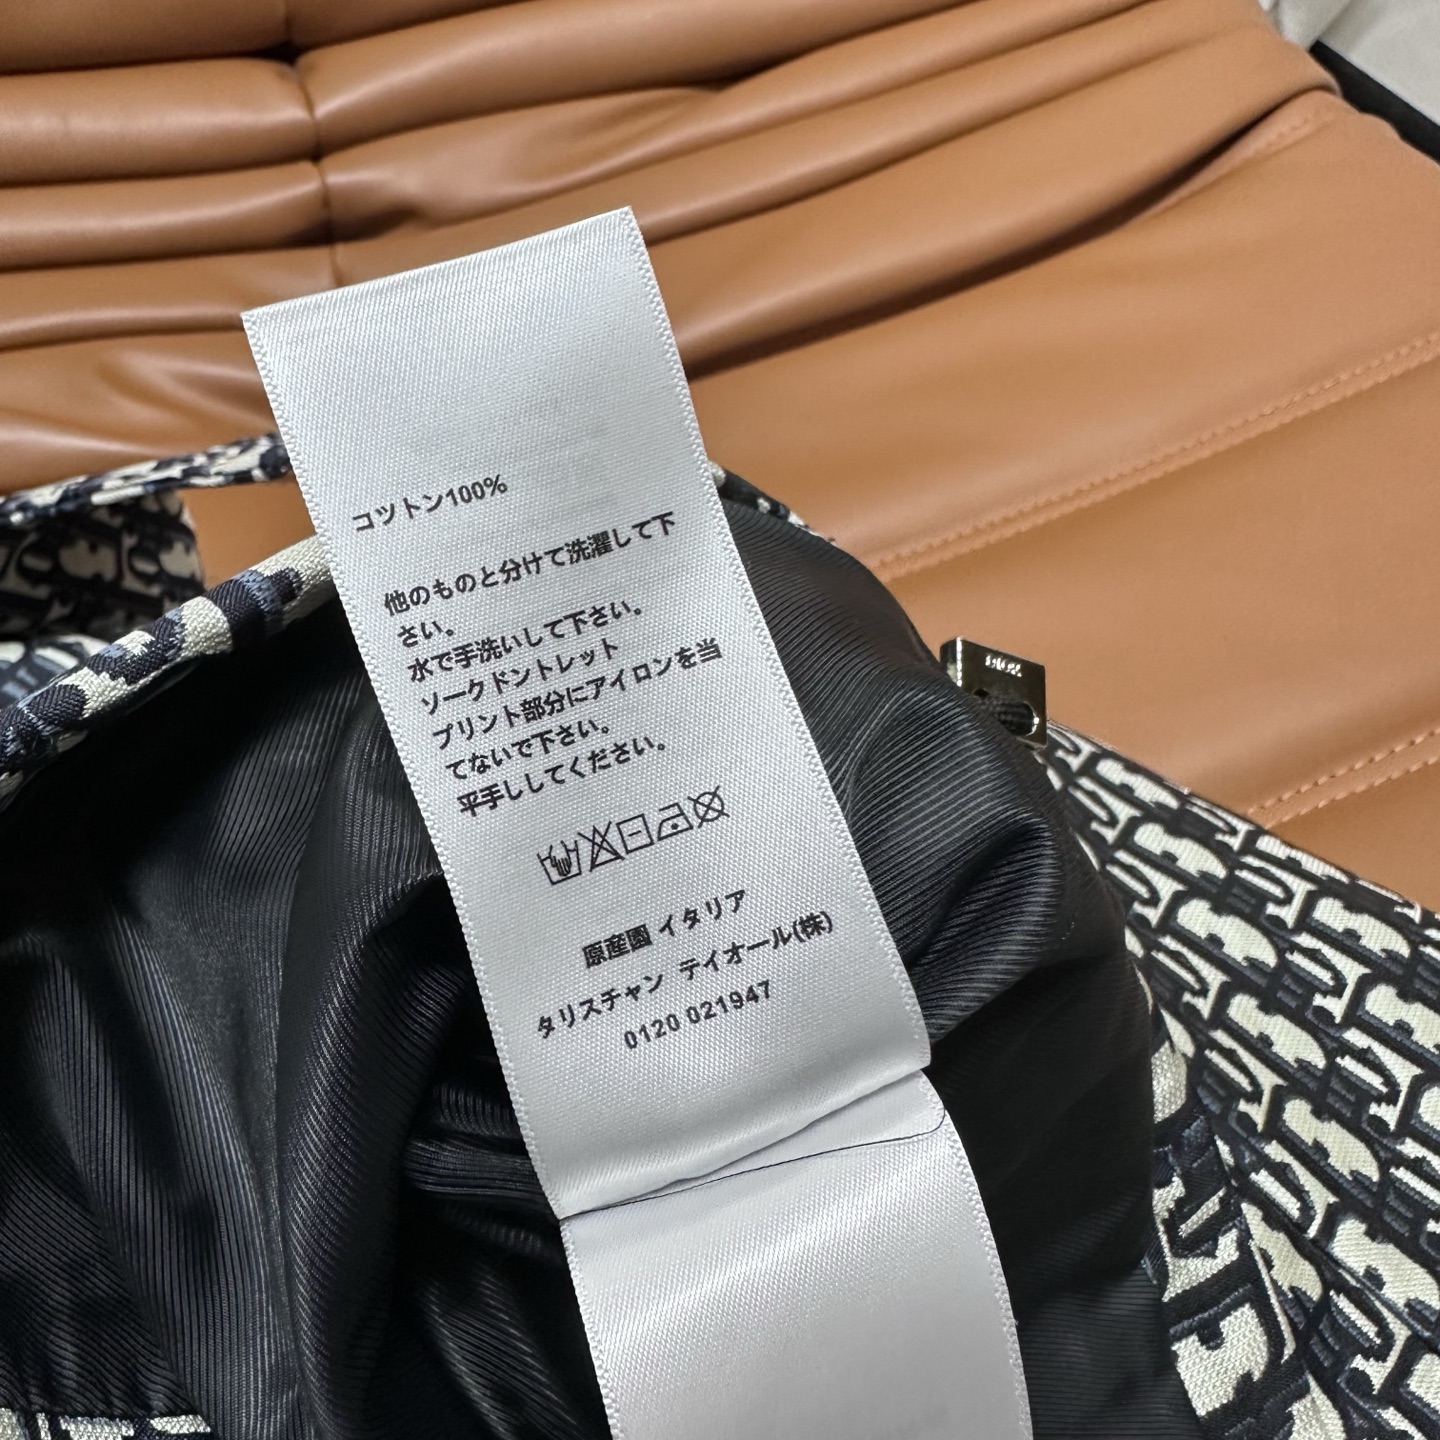 コツトン100%
他のものと分けて洗濯して下
さい。
水で手洗いして下さい。
ソークドントレット
プリント部分にアイロンを当
てないで下さい。
平手ししてください。
原産園 イタリア
タリスチャン テイオール(株)
0120 021947
DIOR